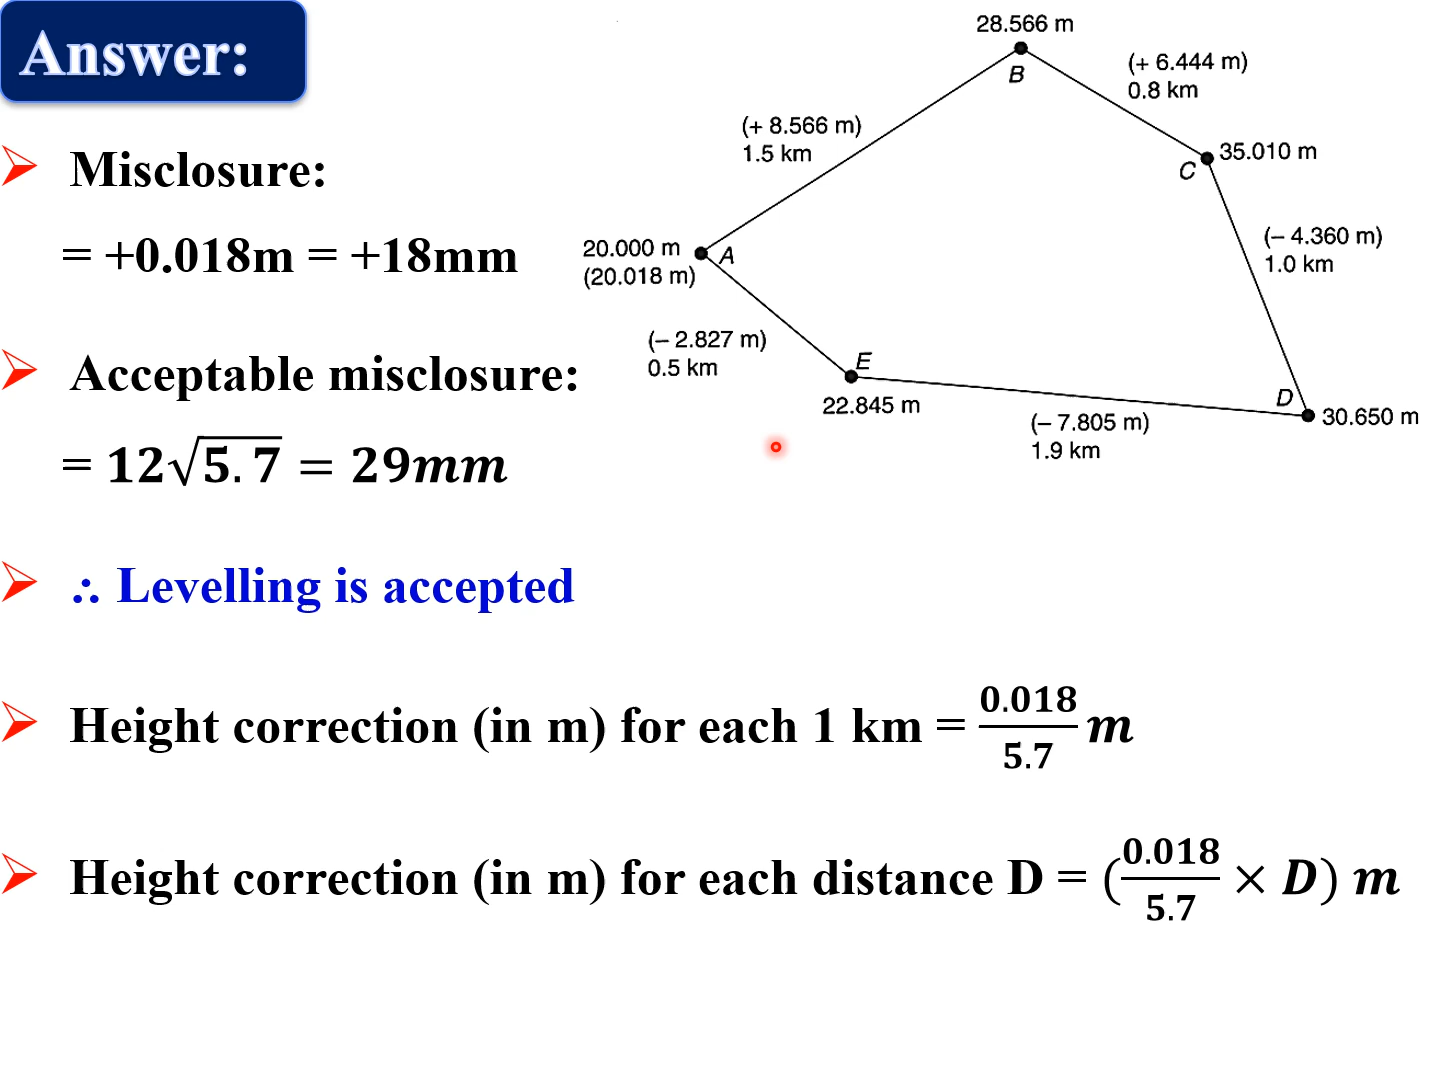 Answer:
Misclosure:
= +0.018m = +18mm
Acceptable misclosure:
= 12√5.7 = 29mm
∴ Levelling is accepted
Height correction (in m) for each 1 km = 0.018/5.7 m
Height correction (in m) for each distance D = (0.018/5.7 × D) m
28.566 m
B
(+ 6.444 m)
0.8 km
(+ 8.566 m)
1.5 km
35.010 m
C
20.000 m
(20.018 m)
A
(– 4.360 m)
1.0 km
(– 2.827 m)
0.5 km
E
22.845 m
D
30.650 m
(– 7.805 m)
1.9 km